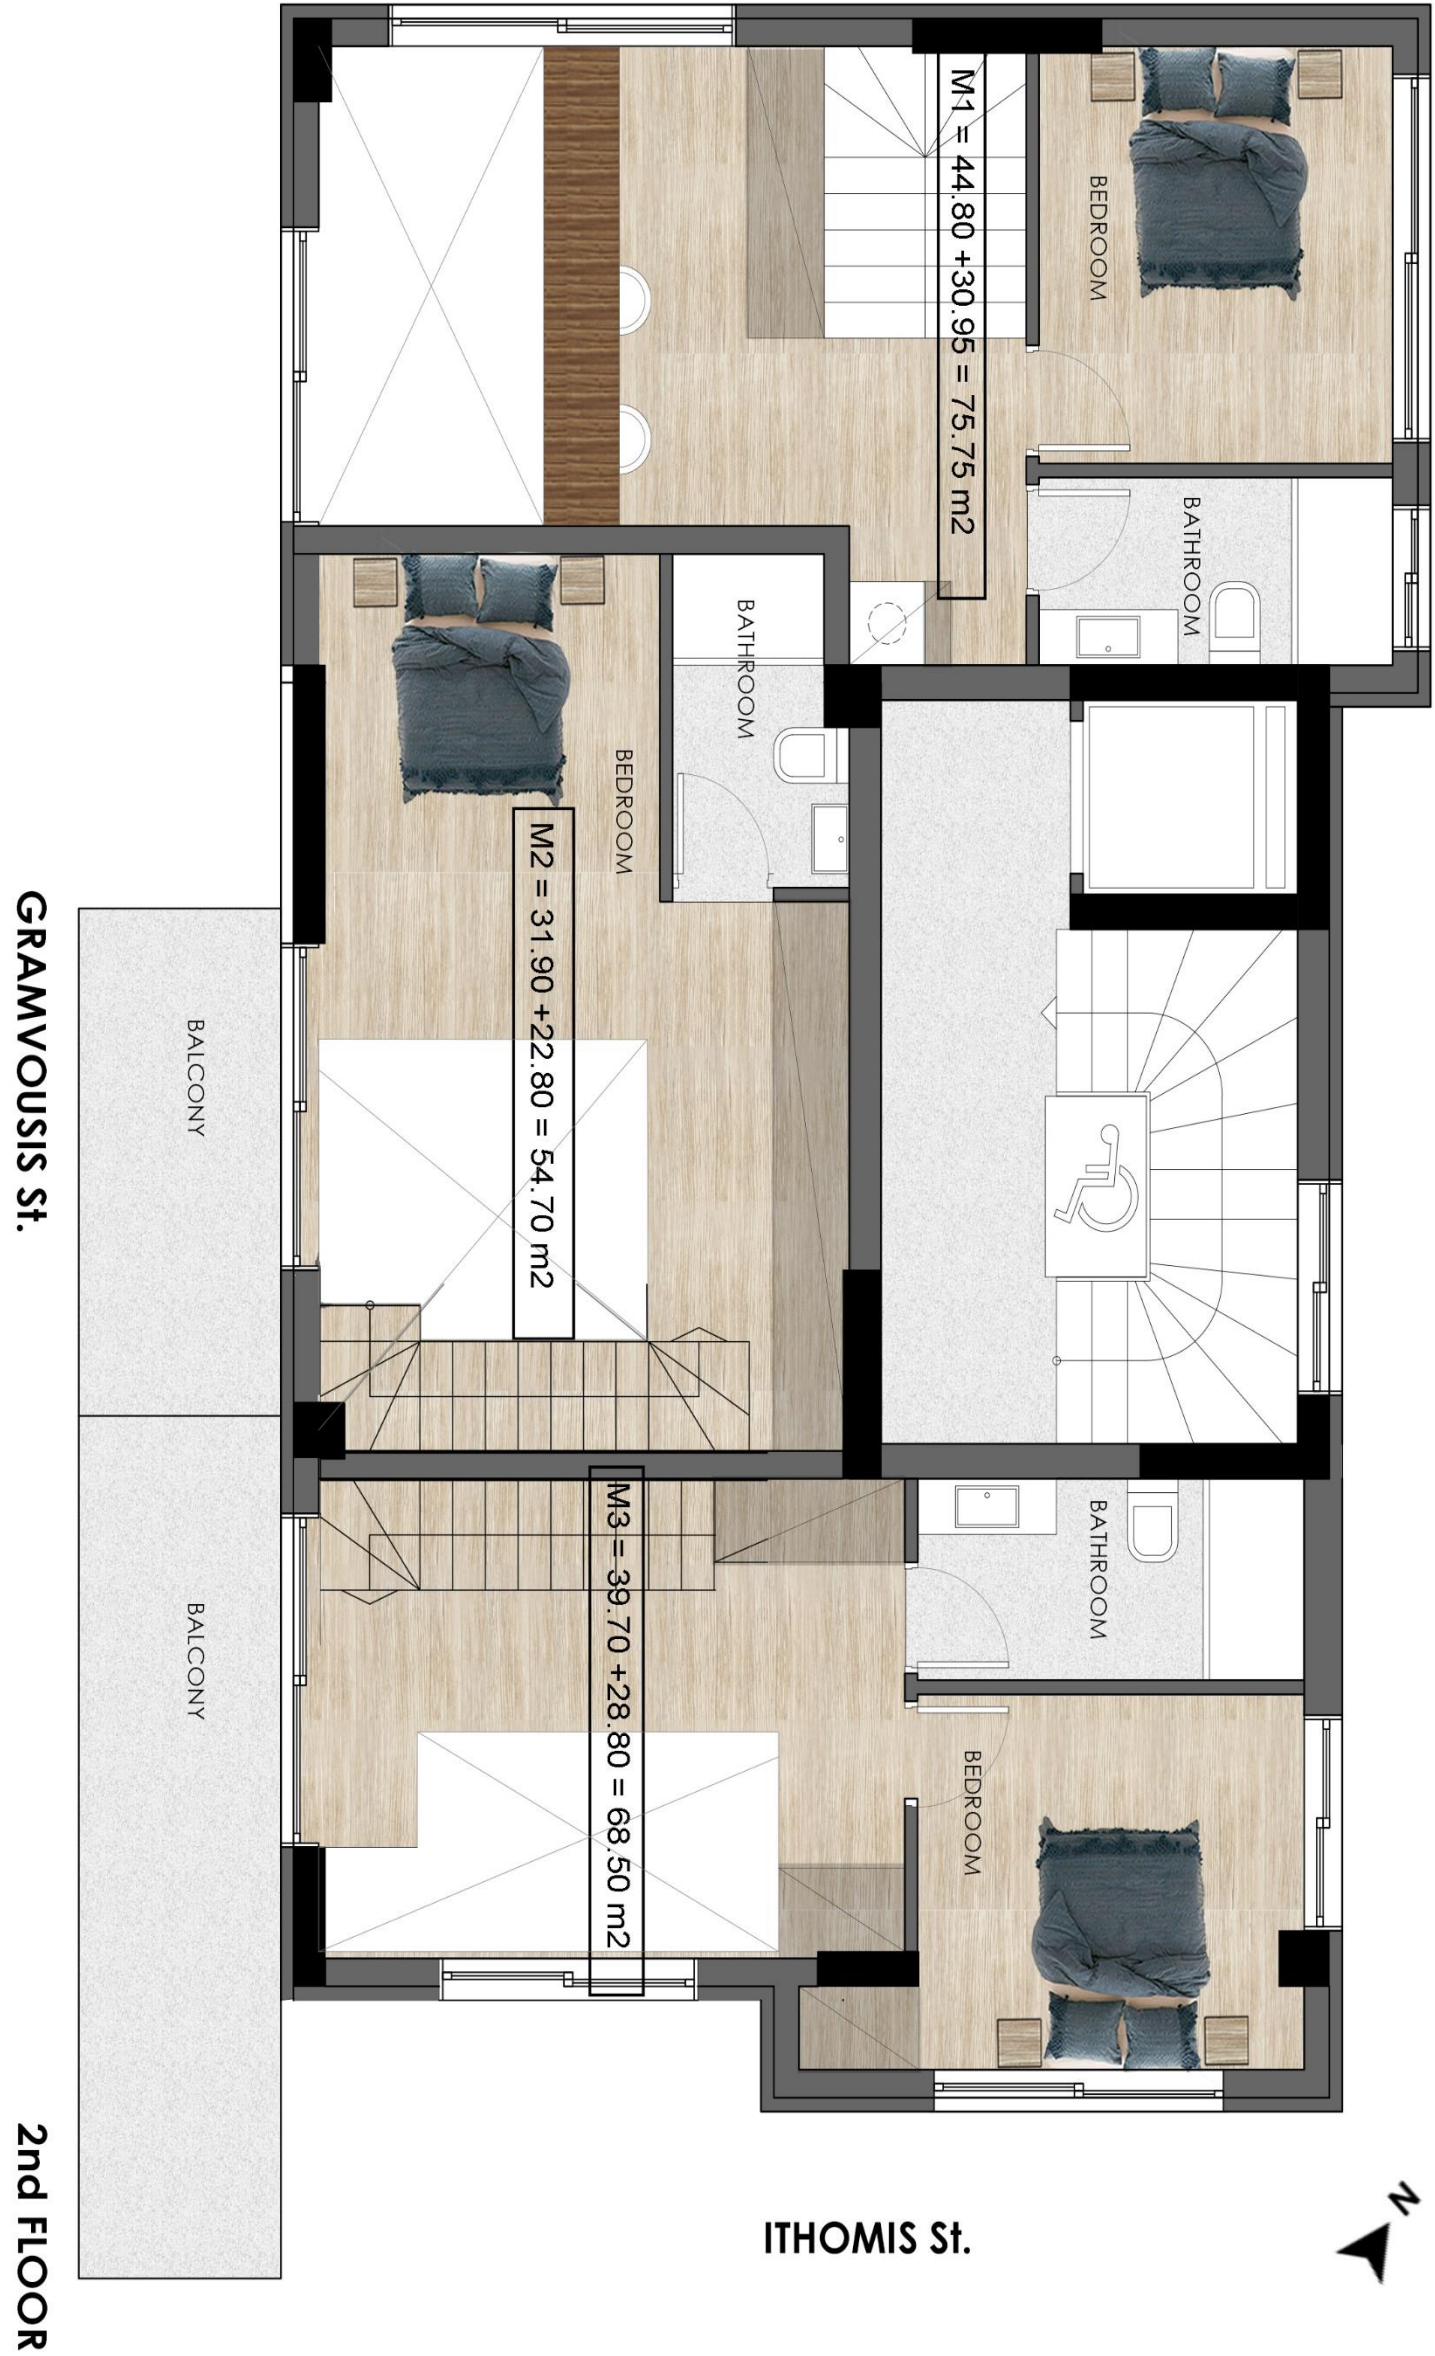 M1 = 44.80 +30.95 = 75.75 m2
BEDROOM
BATHROOM
BATHROOM
BEDROOM
M2 = 31.90 +22.80 = 54.70 m2
BALCONY
GRAMVOUSIS St.
M3 = 39.70 +28.80 = 68.50 m2
BATHROOM
BEDROOM
BALCONY
N
ITHOMIS St.
2nd FLOOR